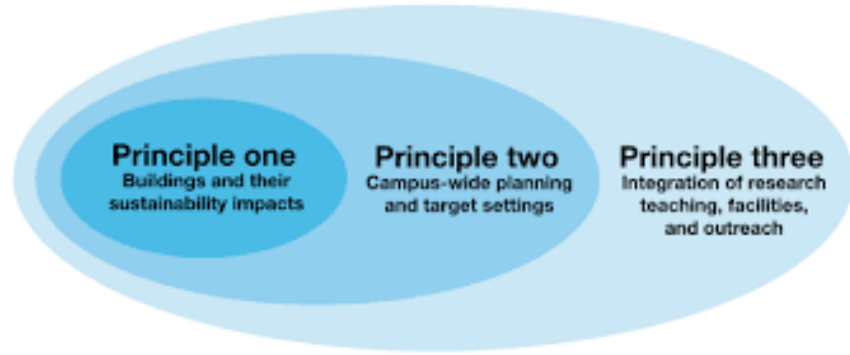 Principle one
Buildings and their
sustainability impacts
Principle two
Campus-wide planning
and target settings
Principle three
Integration of research
teaching, facilities,
and outreach